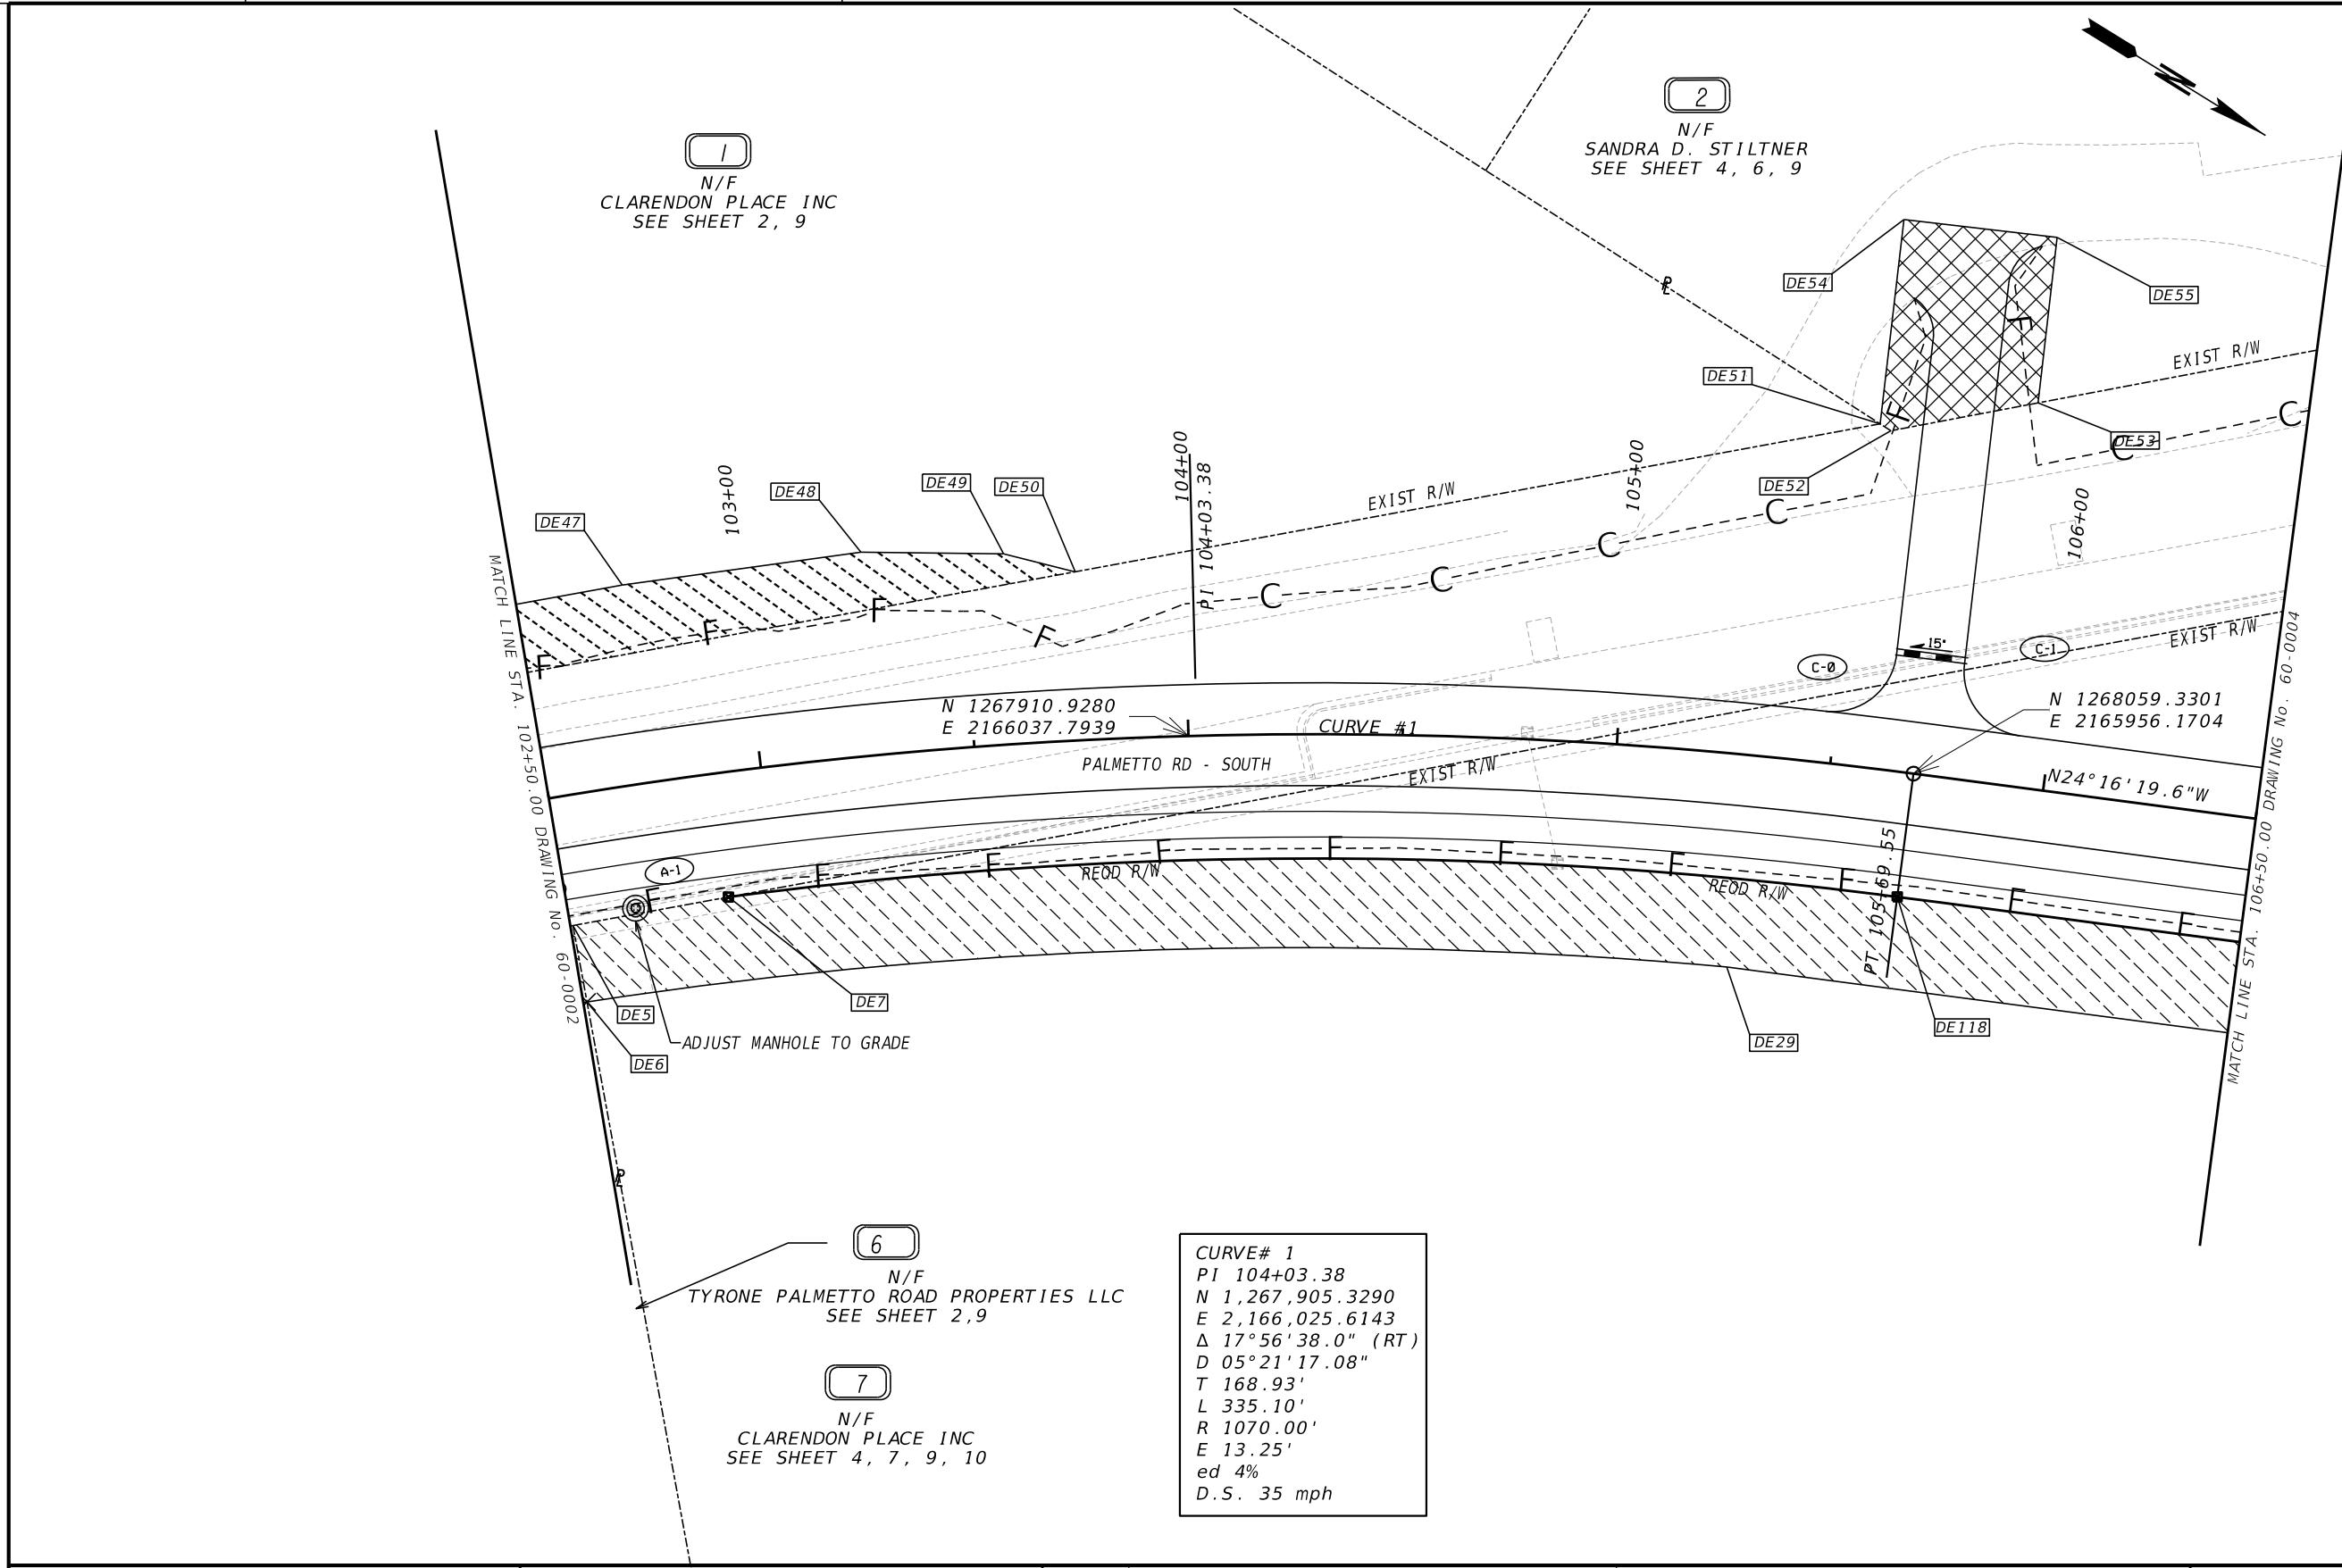 1
N/F
CLARENDON PLACE INC
SEE SHEET 2, 9
2
N/F
SANDRA D. STILTNER
SEE SHEET 4, 6, 9
N
PL
DE54
DE55
DE51
DE52
DE53
EXIST R/W
C
C
106+00
105+00
C
C
C
C
EXIST R/W
104+00
PI 104+03.38
DE47
103+00
DE48
DE49
DE50
F
F
F
F
F
F
MATCH LINE STA. 102+50.00 DRAWING No. 60-0002
N 1267910.9280
E 2166037.7939
CURVE #1
PALMETTO RD - SOUTH
EXIST R/W
C-0
15'
C-1
EXIST R/W
N 1268059.3301
E 2165956.1704
N24°16'19.6"W
MATCH LINE STA. 106+50.00 DRAWING No. 60-0004
A-1
F
F
F
F
F
F
F
F
F
F
REQD R/W
REQD R/W
PT 105+69.55
DE5
DE6
DE7
ADJUST MANHOLE TO GRADE
DE29
DE118
PL
6
N/F
TYRONE PALMETTO ROAD PROPERTIES LLC
SEE SHEET 2,9
7
N/F
CLARENDON PLACE INC
SEE SHEET 4, 7, 9, 10
CURVE# 1
PI 104+03.38
N 1,267,905.3290
E 2,166,025.6143
Δ 17°56'38.0" (RT)
D 05°21'17.08"
T 168.93'
L 335.10'
R 1070.00'
E 13.25'
ed 4%
D.S. 35 mph